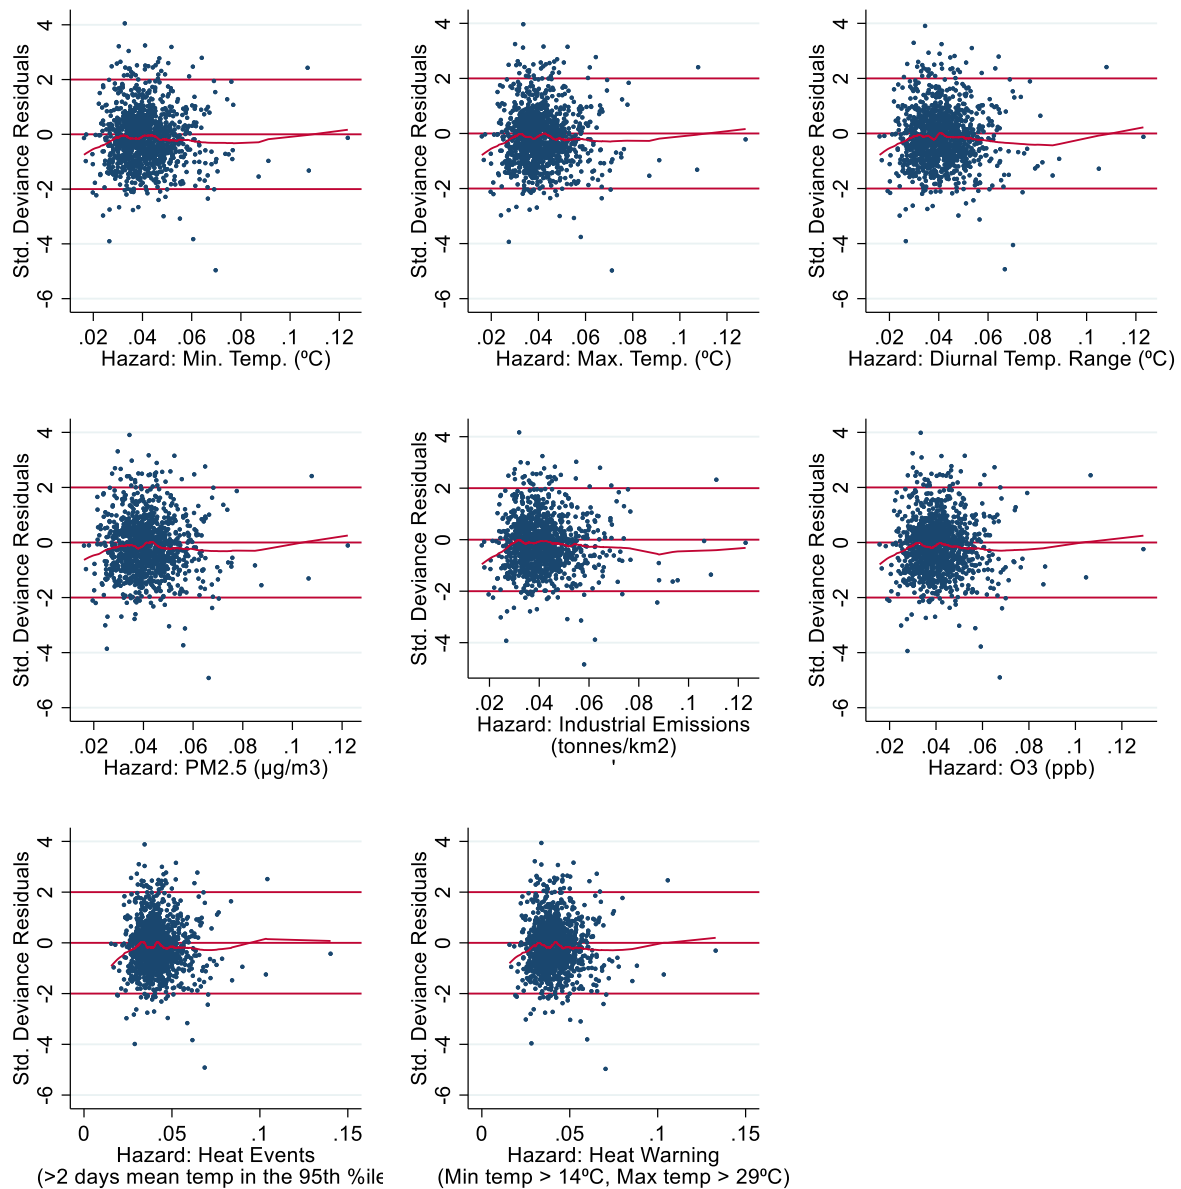 Std. Deviance Residuals
4
2
0
-2
-4
-6
.02 .04 .06 .08 .1 .12
Hazard: Min. Temp. (ºC)
Std. Deviance Residuals
4
2
0
-2
-4
-6
.02 .04 .06 .08 .1 .12
Hazard: Max. Temp. (ºC)
Std. Deviance Residuals
4
2
0
-2
-4
-6
.02 .04 .06 .08 .1 .12
Hazard: Diurnal Temp. Range (ºC)
Std. Deviance Residuals
4
2
0
-2
-4
-6
.02 .04 .06 .08 .1 .12
Hazard: PM2.5 (µg/m3)
Std. Deviance Residuals
4
2
0
-2
-4
.02 .04 .06 .08 .1 .12
Hazard: Industrial Emissions
(tonnes/km2)
'
Std. Deviance Residuals
4
2
0
-2
-4
-6
.02 .04 .06 .08 .1 .12
Hazard: O3 (ppb)
Std. Deviance Residuals
4
2
0
-2
-4
-6
0 .05 .1 .15
Hazard: Heat Events
(>2 days mean temp in the 95th %ile
Std. Deviance Residuals
4
2
0
-2
-4
-6
0 .05 .1 .15
Hazard: Heat Warning
(Min temp > 14ºC, Max temp > 29ºC)